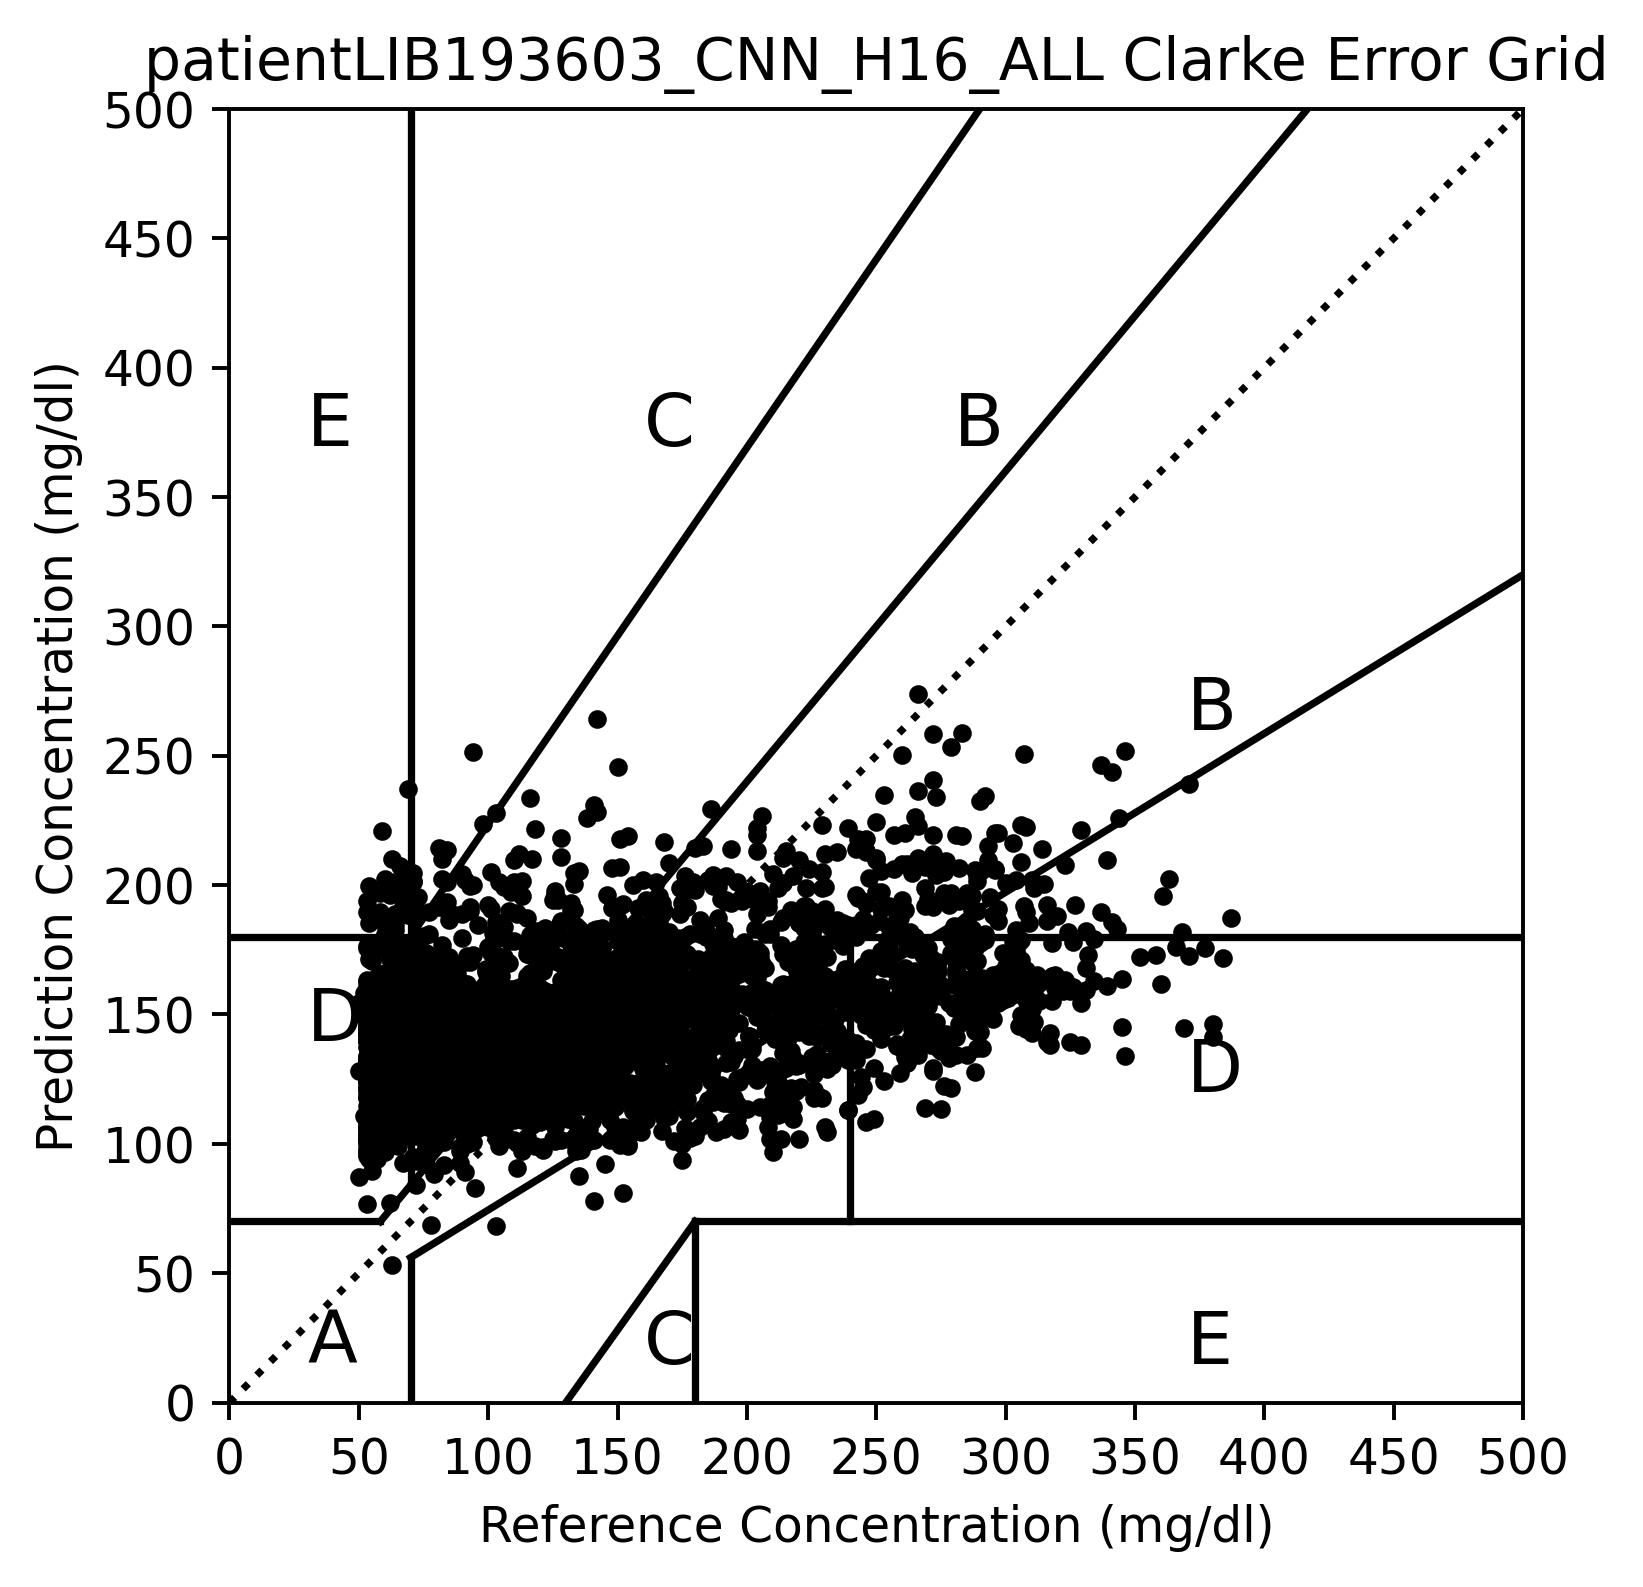 patientLIB193603_CNN_H16_ALL Clarke Error Grid
500
450
400
350
300
250
200
150
100
50
0
Prediction Concentration (mg/dl)
E
C
B
B
D
D
A
C
E
0 50 100 150 200 250 300 350 400 450 500
Reference Concentration (mg/dl)